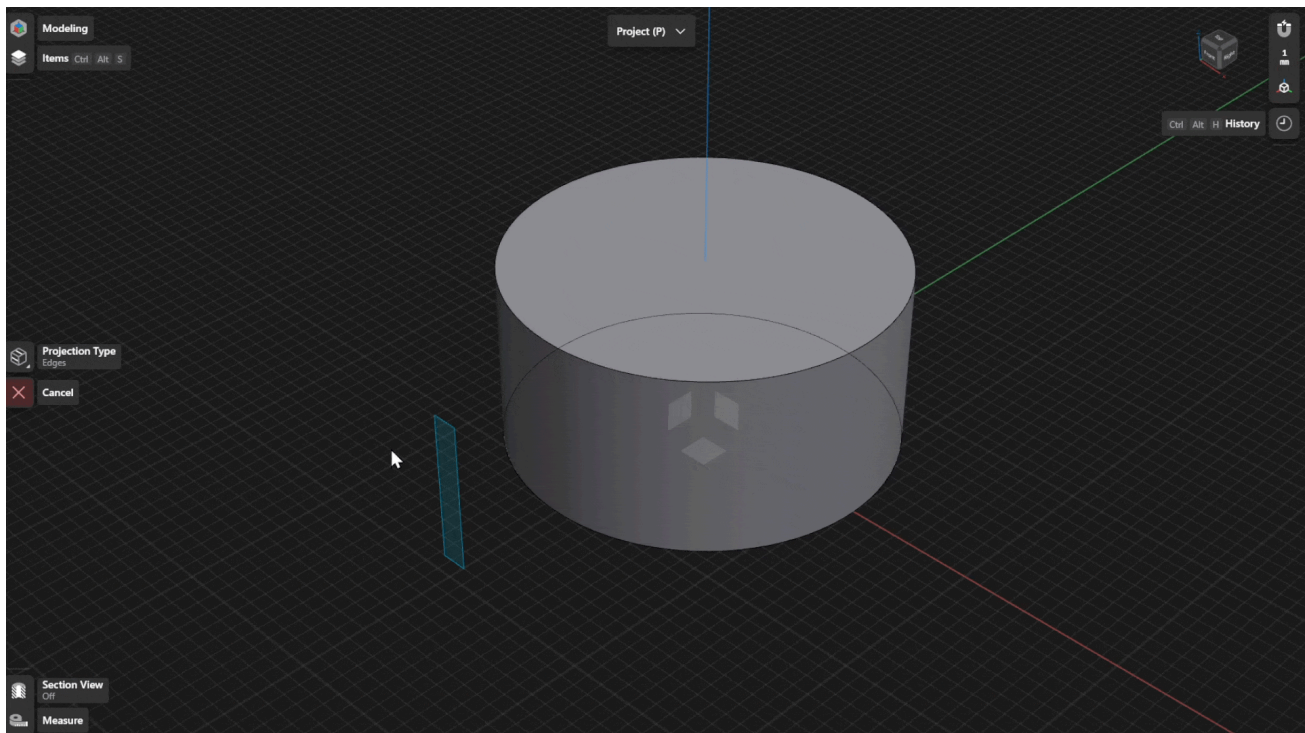 Modeling
Items Ctrl Alt S
Project (P)
1
mm
Ctrl Alt H History
Projection Type
Edges
Cancel
Section View
Off
Measure